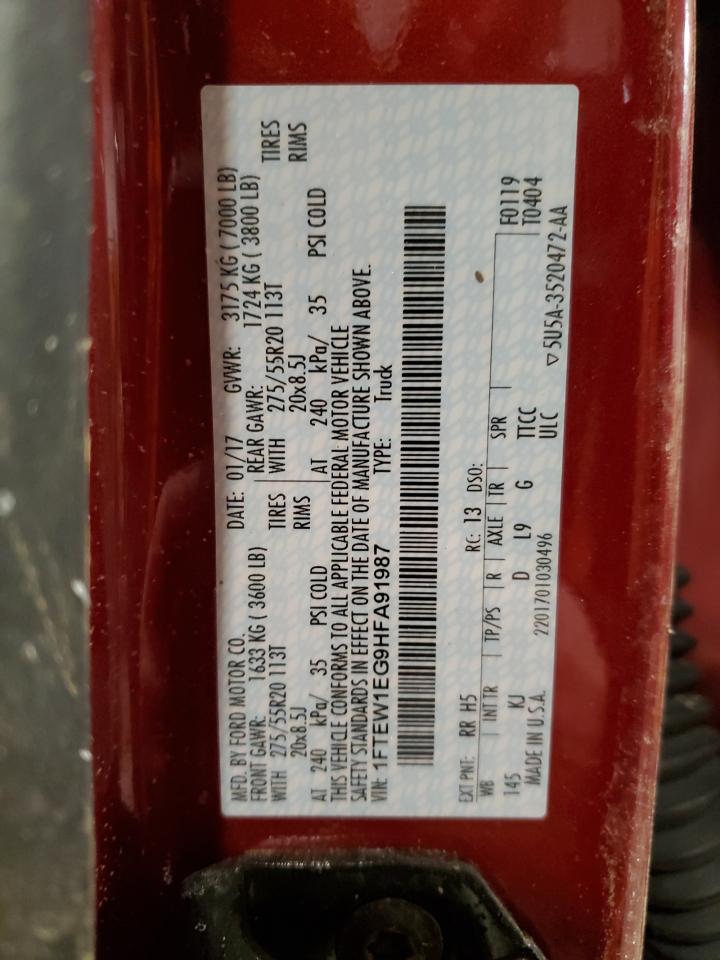 MFD. BY FORD MOTOR CO.
DATE: 01/17 GVWR: 3175 KG ( 7000 LB)
FRONT GAWR: 1633 KG ( 3600 LB)
REAR GAWR: 1724 KG ( 3800 LB)
WITH 275/55R20 113T TIRES
WITH 275/55R20 113T TIRES
20x8.5J RIMS
20x8.5J RIMS
AT 240 kPa/ 35 PSI COLD
AT 240 kPa/ 35 PSI COLD
THIS VEHICLE CONFORMS TO ALL APPLICABLE FEDERAL MOTOR VEHICLE
SAFETY STANDARDS IN EFFECT ON THE DATE OF MANUFACTURE SHOWN ABOVE.
VIN: 1FTEW1EG9HFA91987 TYPE: Truck
EXT PNT: RR H5 RC: 13 DSO:
WB INT TR TP/PS R AXLE TR SPR F0119
145 KJ D L9 G TTCC T0404
MADE IN U.S.A. 2201701030496 ULC ▽ 5U5A-3520472-AA